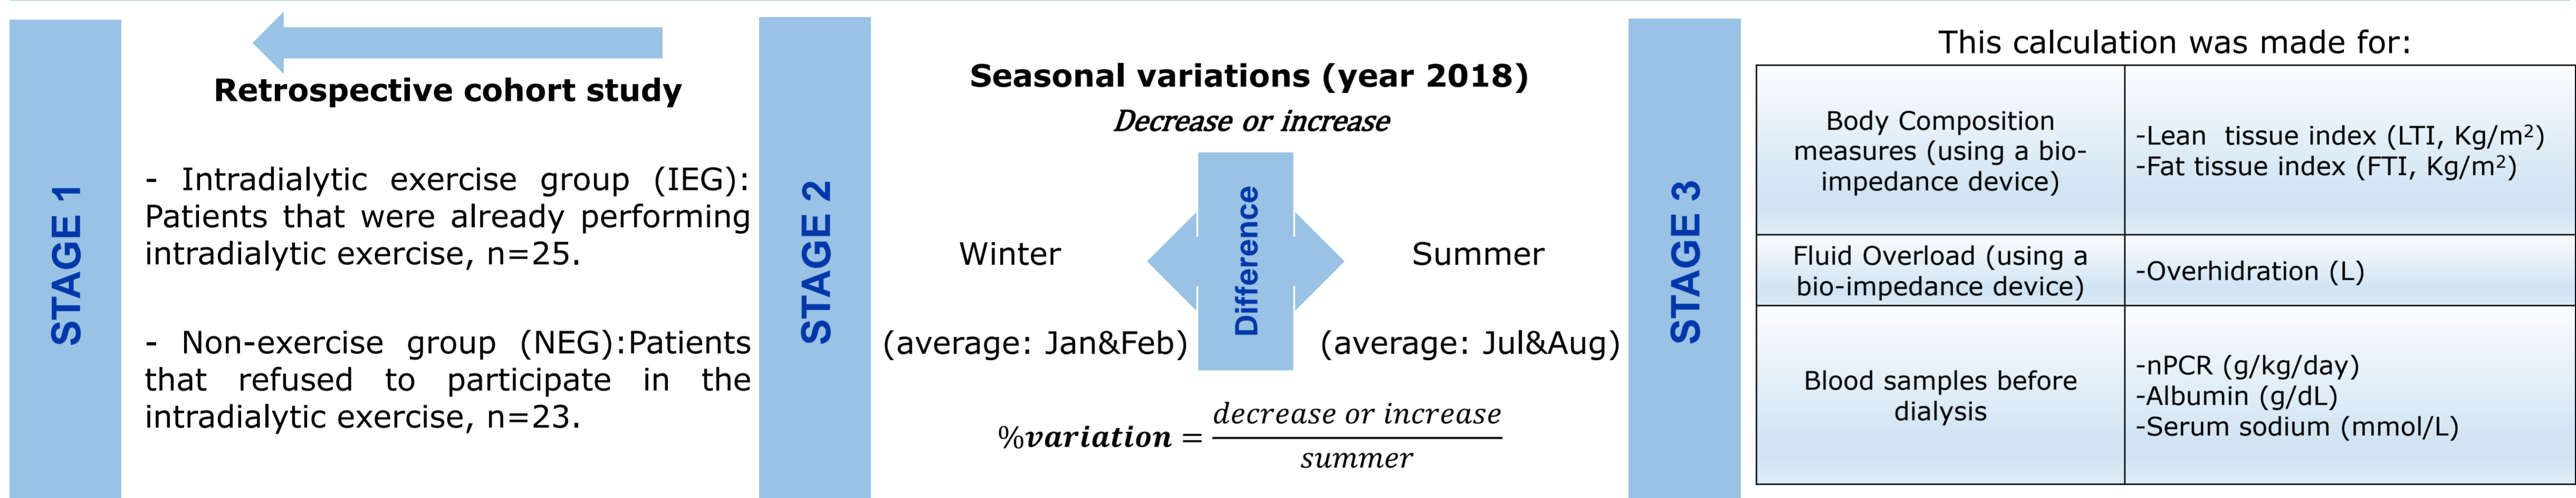 STAGE 1
Retrospective cohort study
- Intradialytic exercise group (IEG):
Patients that were already performing
intradialytic exercise, n=25.
- Non-exercise group (NEG):Patients
that refused to participate in the
intradialytic exercise, n=23.
STAGE 2
Seasonal variations (year 2018)
Decrease or increase
Winter
(average: Jan&Feb)
Difference
Summer
(average: Jul&Aug)
%variation = decrease or increase
summer
STAGE 3
This calculation was made for:
Body Composition
measures (using a bio-
impedance device)
-Lean tissue index (LTI, Kg/m²)
-Fat tissue index (FTI, Kg/m²)
Fluid Overload (using a
bio-impedance device)
-Overhidration (L)
Blood samples before
dialysis
-nPCR (g/kg/day)
-Albumin (g/dL)
-Serum sodium (mmol/L)